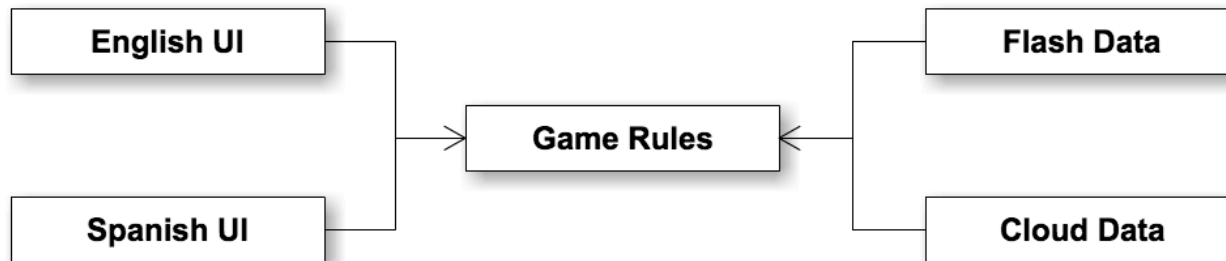 English UI
Flash Data
Game Rules
Spanish UI
Cloud Data